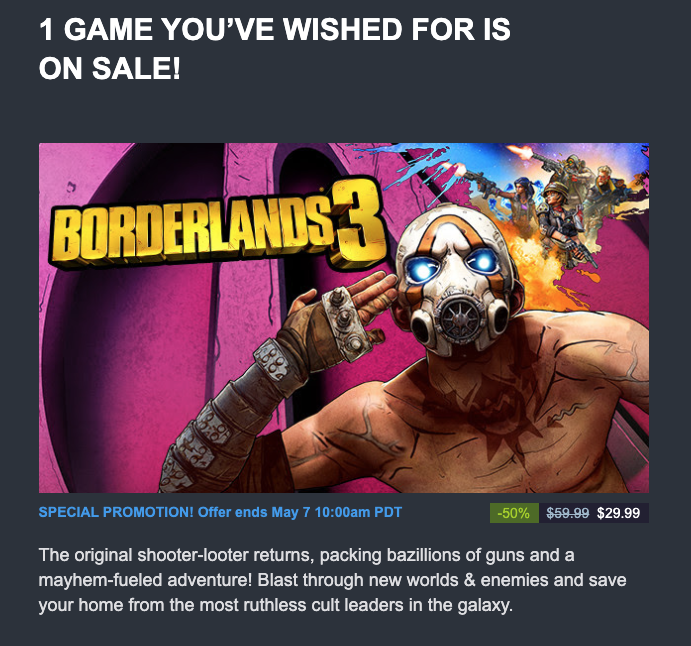 1 GAME YOU’VE WISHED FOR IS
ON SALE!
BORDERLANDS 3
SPECIAL PROMOTION! Offer ends May 7 10:00am PDT
-50% $59.99 $29.99
The original shooter-looter returns, packing bazillions of guns and a
mayhem-fueled adventure! Blast through new worlds & enemies and save
your home from the most ruthless cult leaders in the galaxy.